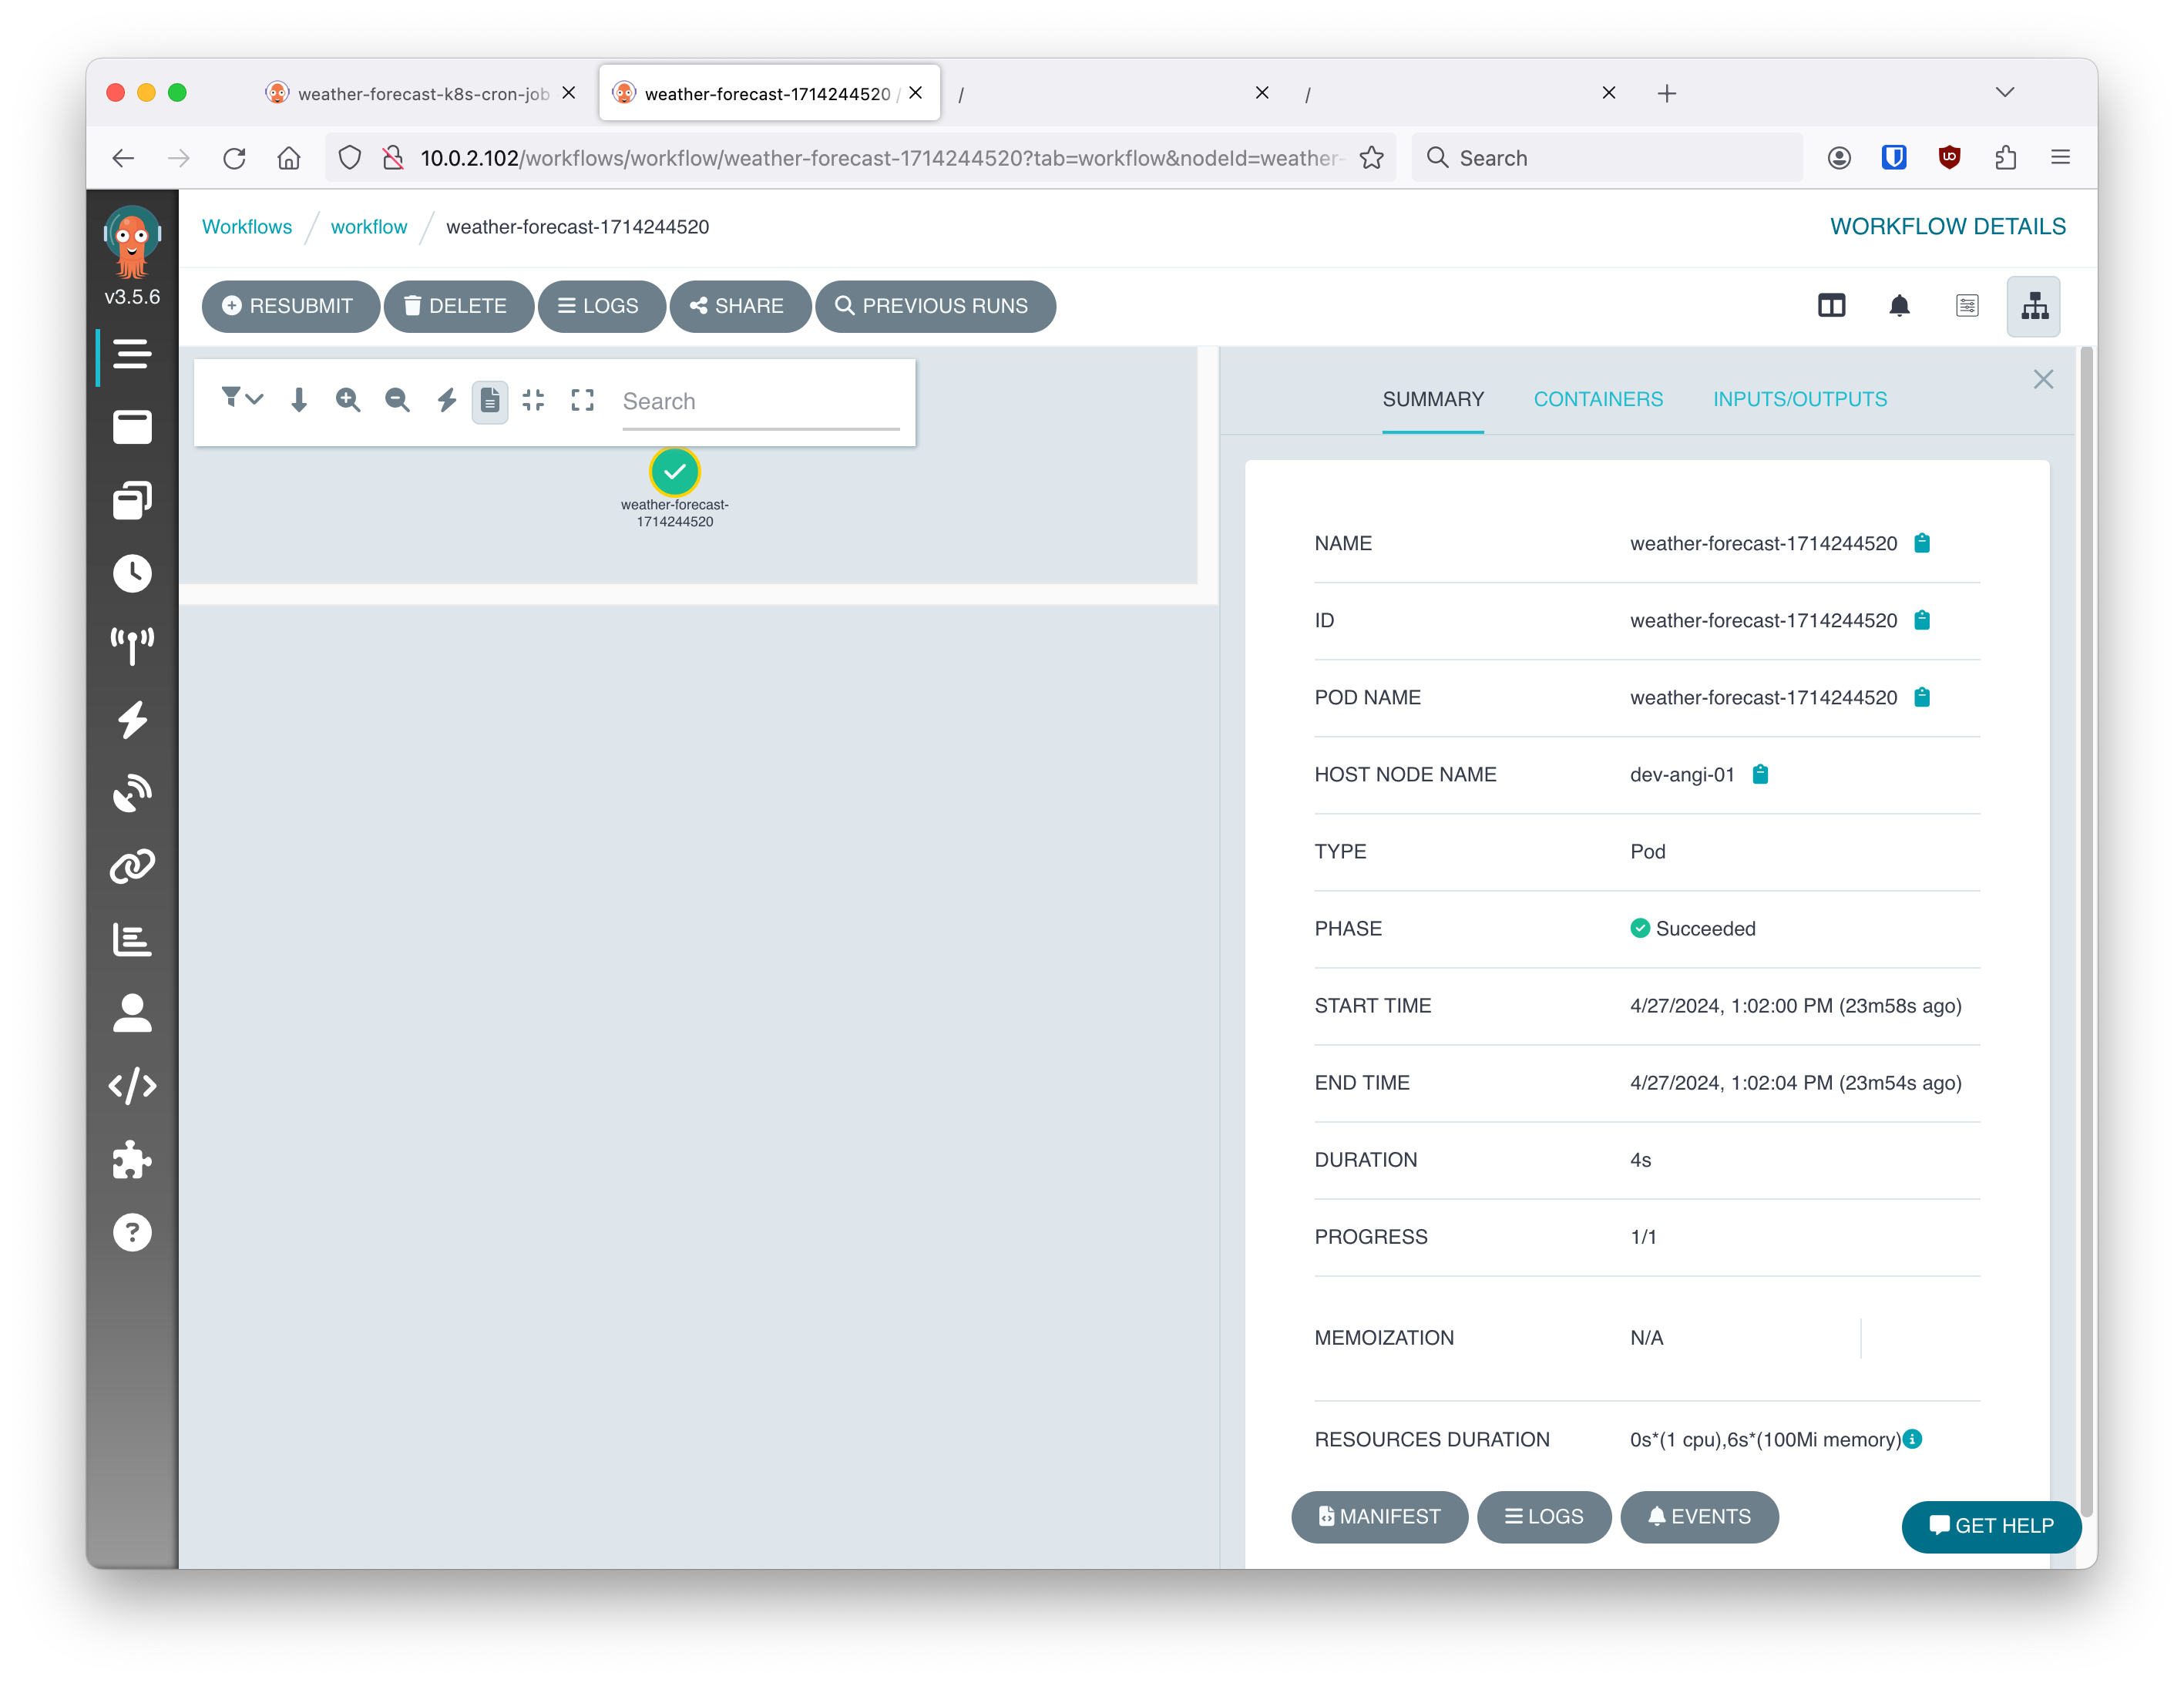 weather-forecast-k8s-cron-job
weather-forecast-1714244520 /
/
/
10.0.2.102/workflows/workflow/weather-forecast-1714244520?tab=workflow&nodeId=weather-
Search
v3.5.6
Workflows / workflow / weather-forecast-1714244520
WORKFLOW DETAILS
RESUBMIT DELETE LOGS SHARE PREVIOUS RUNS
Search
weather-forecast-
1714244520
SUMMARY CONTAINERS INPUTS/OUTPUTS
NAME weather-forecast-1714244520
ID weather-forecast-1714244520
POD NAME weather-forecast-1714244520
HOST NODE NAME dev-angi-01
TYPE Pod
PHASE Succeeded
START TIME 4/27/2024, 1:02:00 PM (23m58s ago)
END TIME 4/27/2024, 1:02:04 PM (23m54s ago)
DURATION 4s
PROGRESS 1/1
MEMOIZATION N/A
RESOURCES DURATION 0s*(1 cpu),6s*(100Mi memory)
MANIFEST LOGS EVENTS
GET HELP